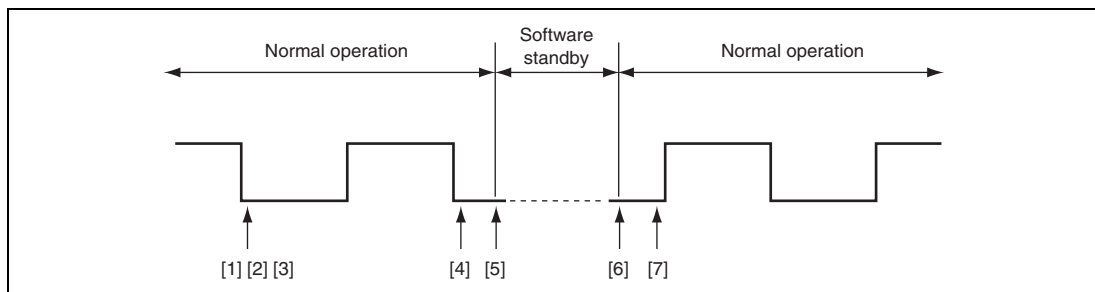 Normal operation
Software
standby
Normal operation
[1] [2] [3]
[4]
[5]
[6]
[7]